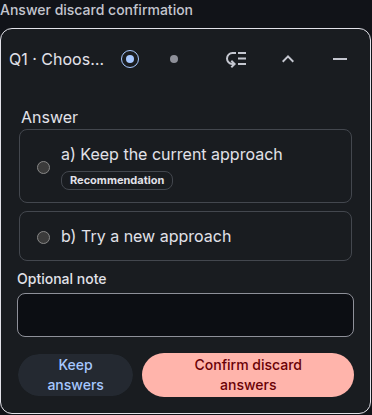 Answer discard confirmation
Q1 · Choos...
Answer
a) Keep the current approach
Recommendation
b) Try a new approach
Optional note
Keep
answers
Confirm discard
answers